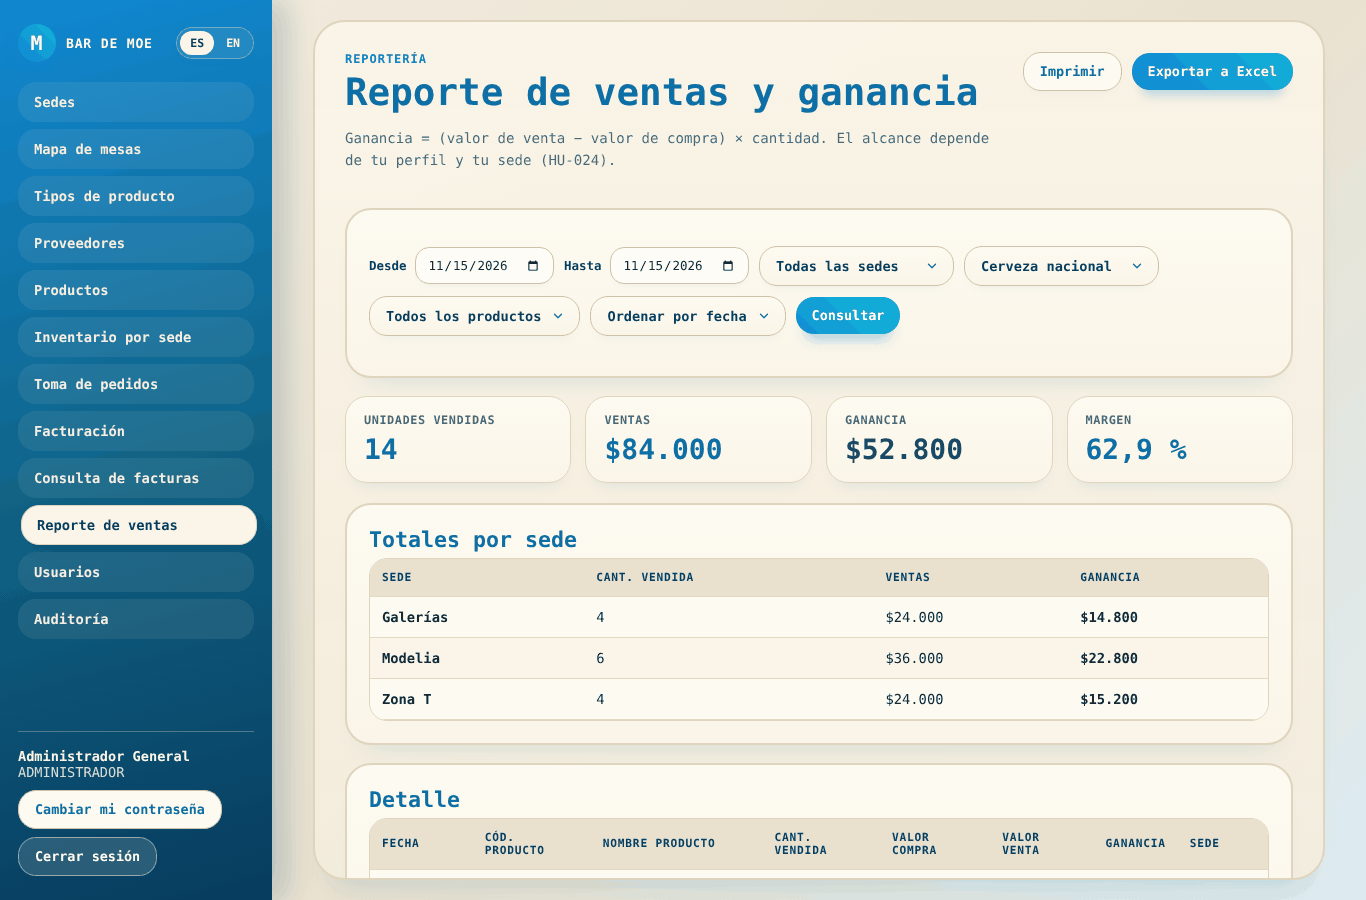 M BAR DE MOE ES EN
Sedes
Mapa de mesas
Tipos de producto
Proveedores
Productos
Inventario por sede
Toma de pedidos
Facturación
Consulta de facturas
Reporte de ventas
Usuarios
Auditoría
Administrador General
ADMINISTRADOR
Cambiar mi contraseña
Cerrar sesión
REPORTERÍA
Reporte de ventas y ganancia
Imprimir Exportar a Excel
Ganancia = (valor de venta − valor de compra) × cantidad. El alcance depende
de tu perfil y tu sede (HU-024).
Desde 11/15/2026 Hasta 11/15/2026 Todas las sedes Cerveza nacional
Todos los productos Ordenar por fecha Consultar
UNIDADES VENDIDAS VENTAS GANANCIA MARGEN
14 $84.000 $52.800 62,9 %
Totales por sede
SEDE CANT. VENDIDA VENTAS GANANCIA
Galerías 4 $24.000 $14.800
Modelia 6 $36.000 $22.800
Zona T 4 $24.000 $15.200
Detalle
FECHA CÓD. PRODUCTO NOMBRE PRODUCTO CANT. VENDIDA VALOR COMPRA VALOR VENTA GANANCIA SEDE